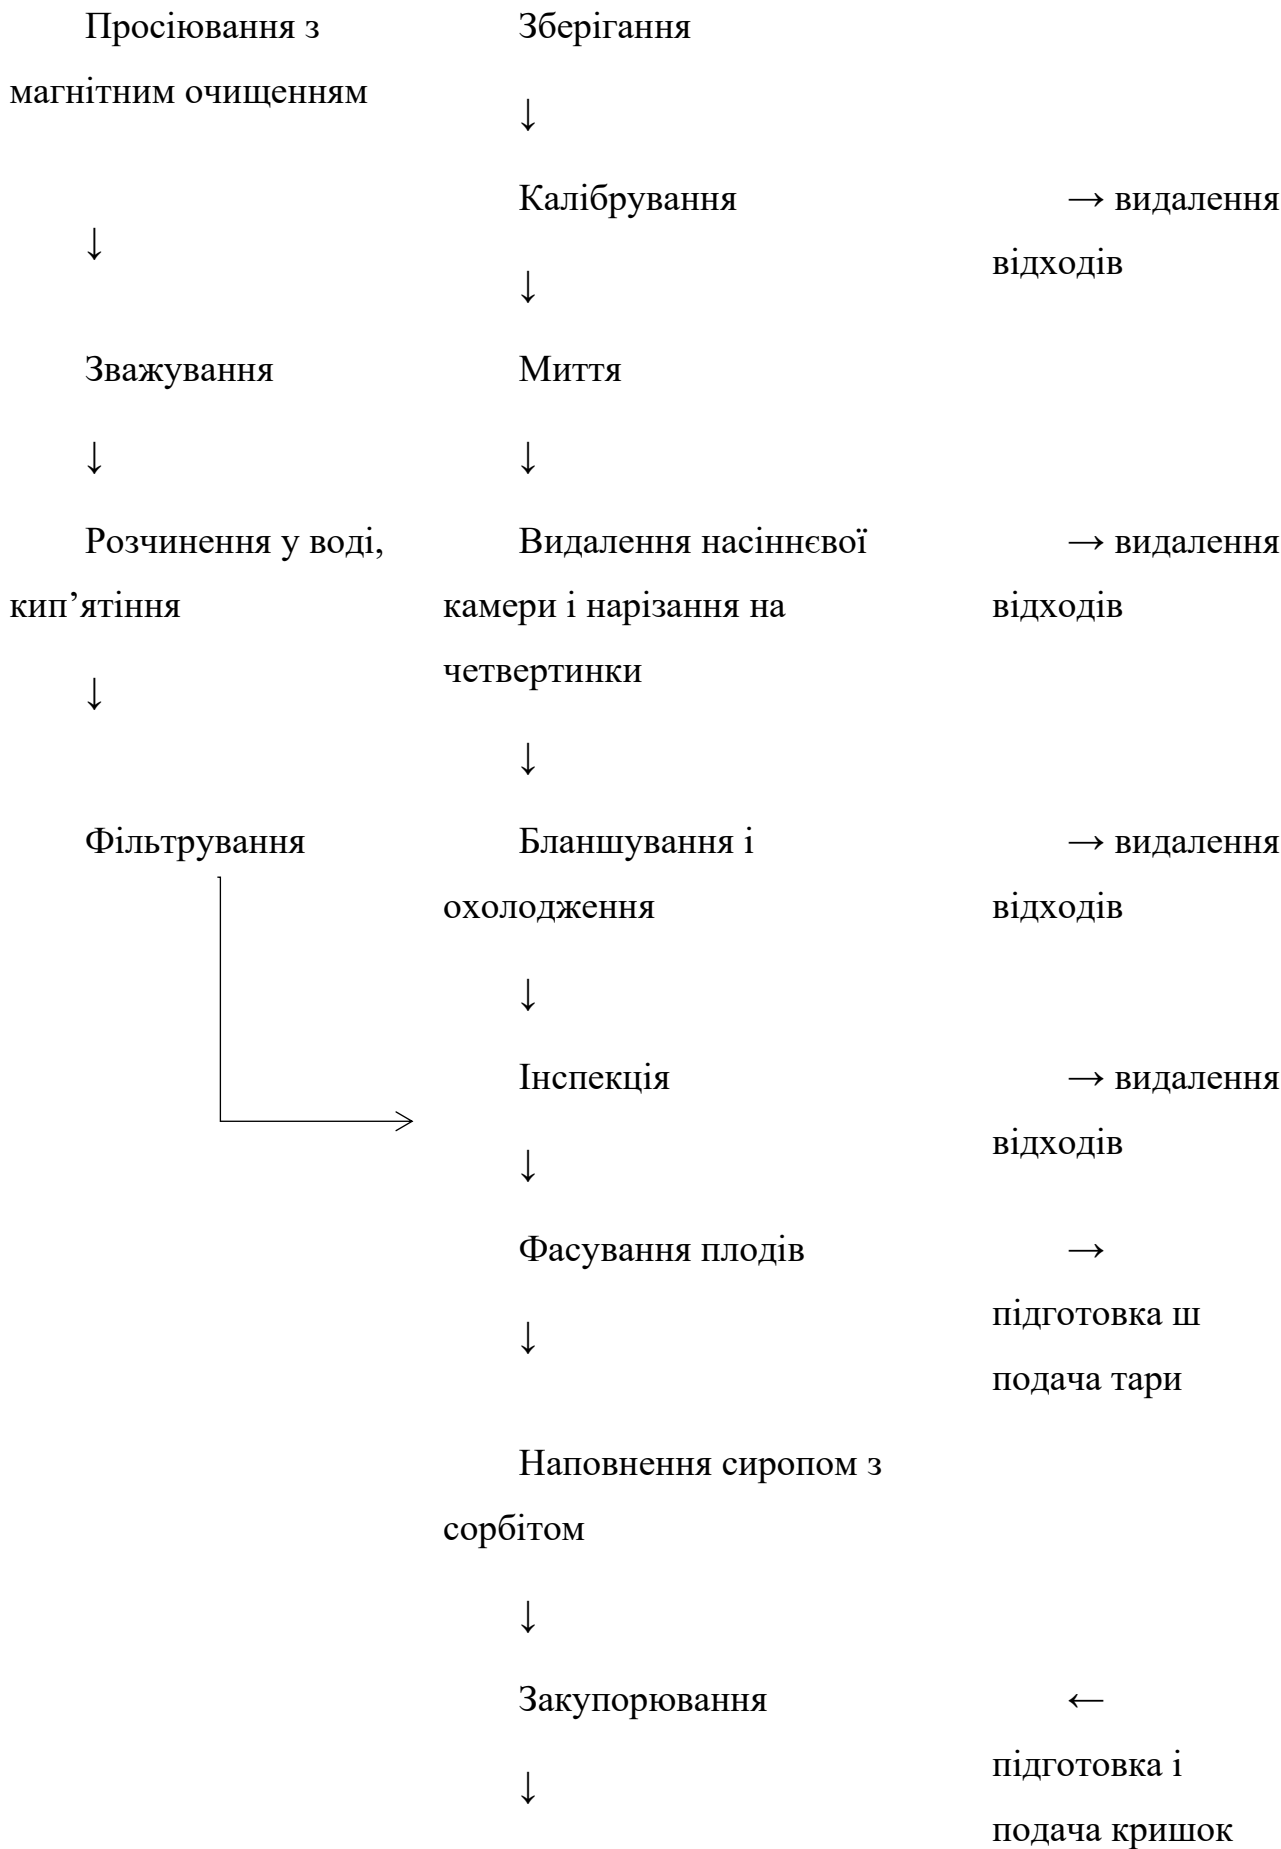 Просіювання з
магнітним очищенням
↓
Зважування
↓
Розчинення у воді,
кип’ятіння
↓
Фільтрування
Зберігання
↓
Калібрування
↓
Миття
↓
Видалення насіннєвої
камери і нарізання на
четвертинки
↓
Бланшування і
охолодження
↓
Інспекція
↓
Фасування плодів
↓
Наповнення сиропом з
сорбітом
↓
Закупорювання
↓
→ видалення
відходів
→ видалення
відходів
→ видалення
відходів
→ видалення
відходів
→
підготовка ш
подача тари
←
підготовка і
подача кришок